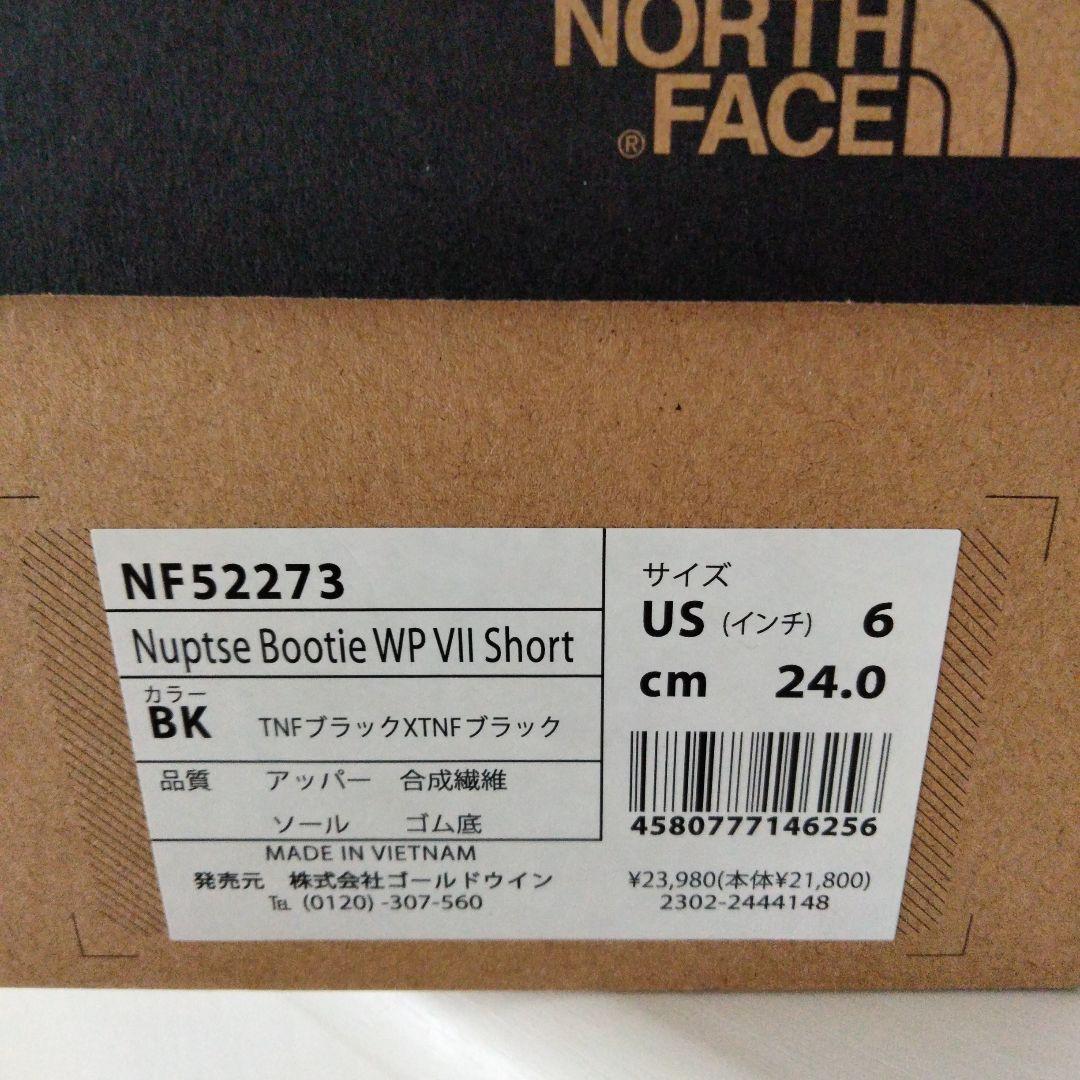 NORTH
FACE
®
NF52273
Nuptse Bootie WP VII Short
カラー
BK TNFブラックXTNFブラック
品質 アッパー 合成繊維
ソール ゴム底
MADE IN VIETNAM
発売元 株式会社ゴールドウイン
℡ (0120) -307-560
サイズ
US (インチ) 6
cm 24.0
4580777146256
¥23,980(本体¥21,800)
2302-2444148